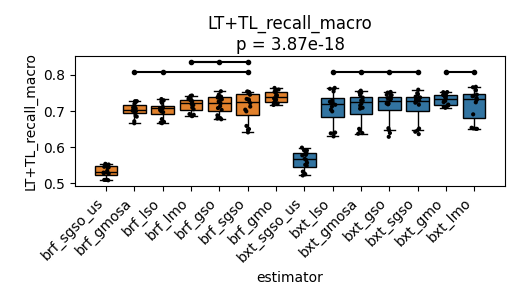 LT+TL_recall_macro
p = 3.87e-18
LT+TL_recall_macro
0.8
0.7
0.6
0.5
brf_sgso_us
brf_gmosa
brf_lso
brf_lmo
brf_gso
brf_sgso
brf_gmo
bxt_sgso_us
bxt_lso
bxt_gmosa
bxt_gso
bxt_sgso
bxt_gmo
bxt_lmo
estimator